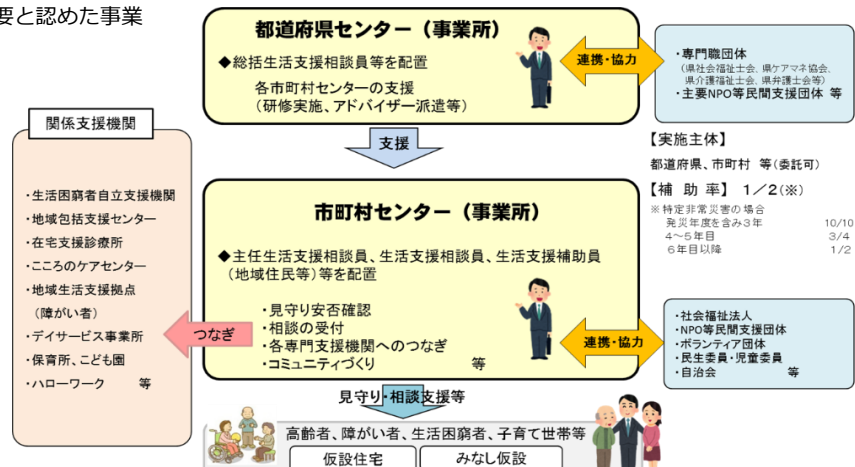 要と認めた事業
都道府県センター（事業所）
◆総括生活支援相談員等を配置
各市町村センターの支援
（研修実施、アドバイザー派遣等）
連携・協力
・専門職団体
（県社会福祉士会、県ケアマネ協会、
県介護福祉士会、県弁護士会等）
・主要NPO等民間支援団体 等
支援
【実施主体】
都道府県、市町村 等（委託可）
【補 助 率】 1／2（※）
※特定非常災害の場合
発災年度を含み3年 10/10
4～5年目 3/4
6年目以降 1/2
関係支援機関
・生活困窮者自立支援機関
・地域包括支援センター
・在宅支援診療所
・こころのケアセンター
・地域生活支援拠点
（障がい者）
・デイサービス事業所
・保育所、こども園
・ハローワーク 等
つなぎ
市町村センター（事業所）
◆主任生活支援相談員、生活支援相談員、生活支援補助員
（地域住民等）等を配置
・見守り安否確認
・相談の受付
・各専門支援機関へのつなぎ
・コミュニティづくり 等
連携・協力
・社会福祉法人
・NPO等民間支援団体
・ボランティア団体
・民生委員・児童委員
・自治会 等
見守り・相談支援等
高齢者、障がい者、生活困窮者、子育て世帯等
仮設住宅
みなし仮設